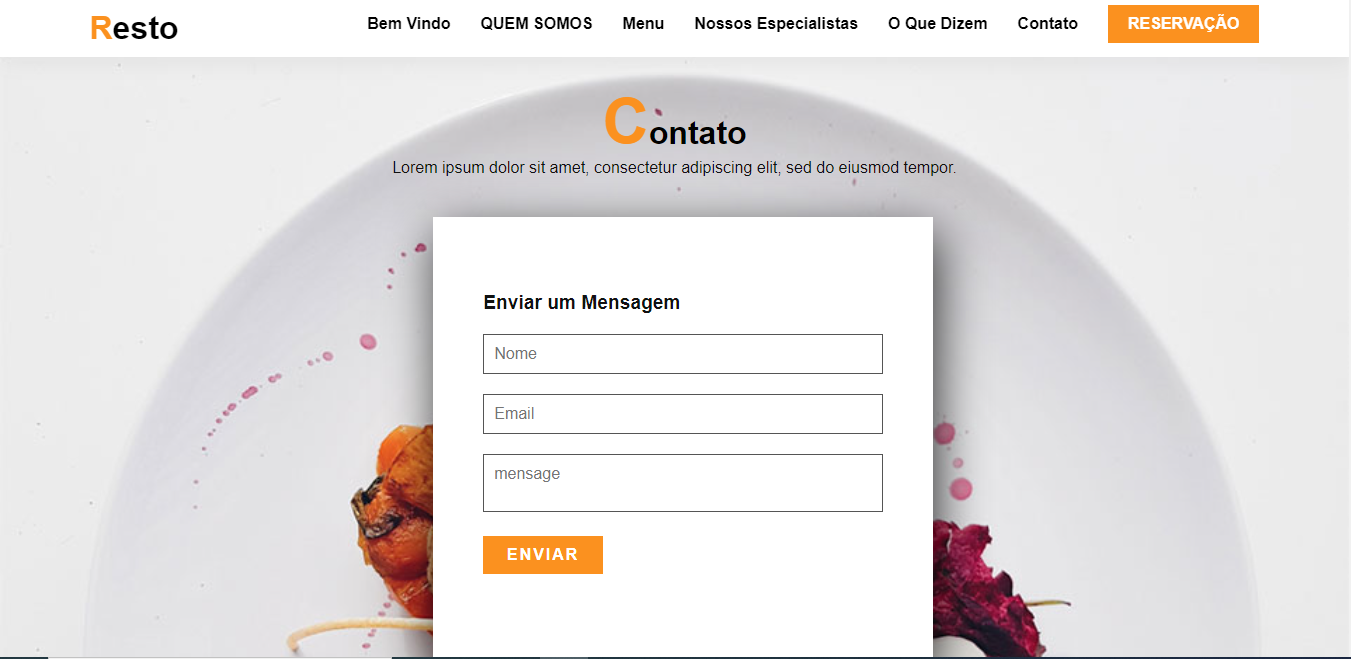 Resto
Bem Vindo QUEM SOMOS Menu Nossos Especialistas O Que Dizem Contato RESERVAÇÃO
Contato
Lorem ipsum dolor sit amet, consectetur adipiscing elit, sed do eiusmod tempor.
Enviar um Mensagem
Nome
Email
mensage
ENVIAR